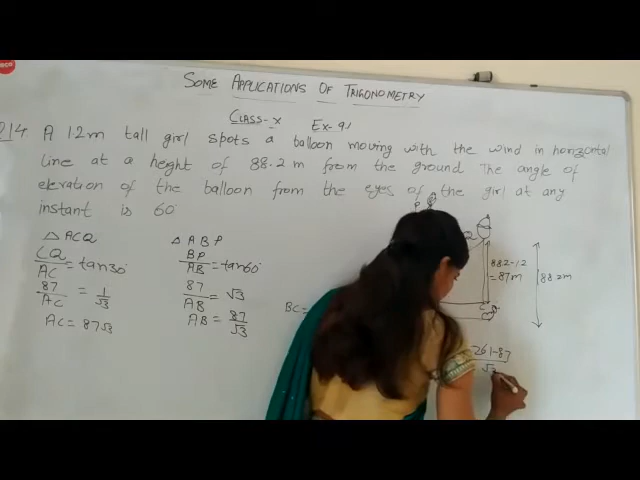 SOME APPLICATIONS OF TRIGONOMETRY
CLASS-X Ex-9.1
Q14 A 1.2m tall girl spots a balloon moving with the wind in horizontal
line at a height of 88.2 m from the ground The angle of
elevation of the balloon from the eyes of the girl at any
instant is 60
△ ACQ
CQ/AC = tan30
87/AC = 1/√3
AC = 87√3
△ ABP
BP/AB = tan60
87/AB = √3
AB = 87/√3
BC=
P
Q
88.2-1.2
=87m
88.2m
261-87
√3